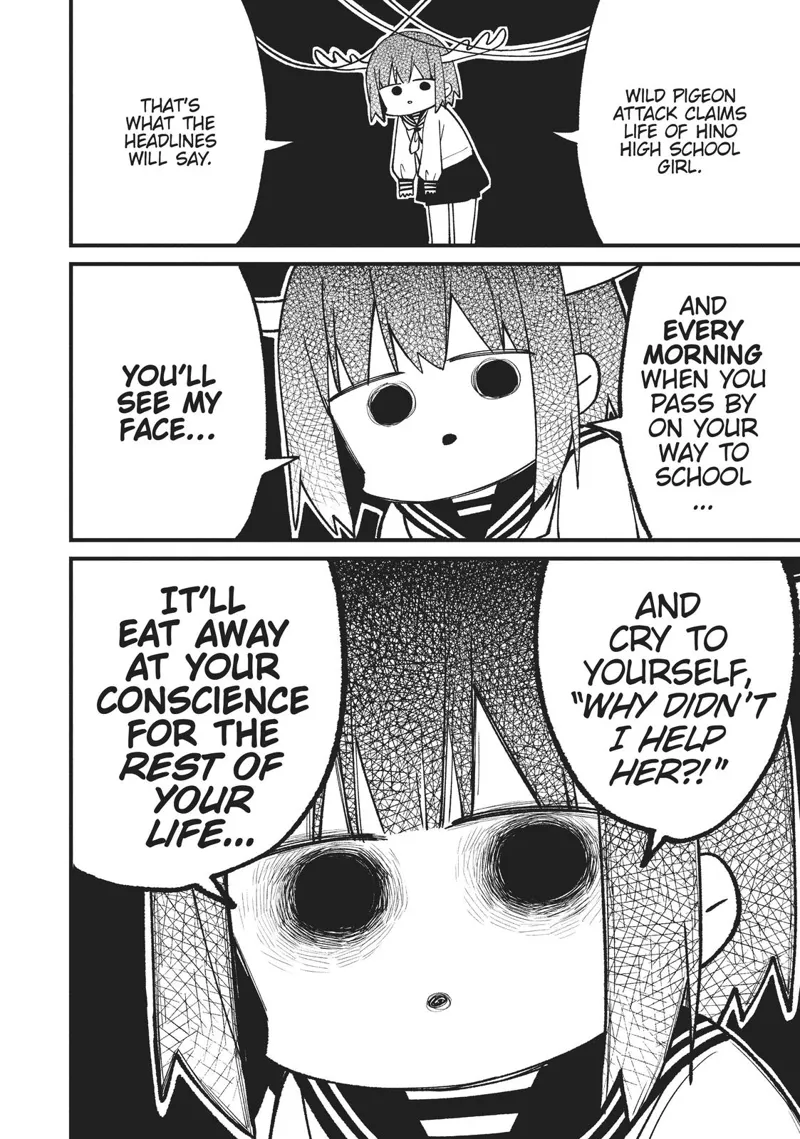 WILD PIGEON
ATTACK CLAIMS
LIFE OF HINO
HIGH SCHOOL
GIRL.
THAT'S
WHAT THE
HEADLINES
WILL SAY.
AND
EVERY
MORNING
WHEN YOU
PASS BY
ON YOUR
WAY TO
SCHOOL
...
YOU'LL
SEE MY
FACE...
AND
CRY TO
YOURSELF,
"WHY DIDN'T
I HELP
HER?!"
IT'LL
EAT AWAY
AT YOUR
CONSCIENCE
FOR THE
REST OF
YOUR
LIFE...